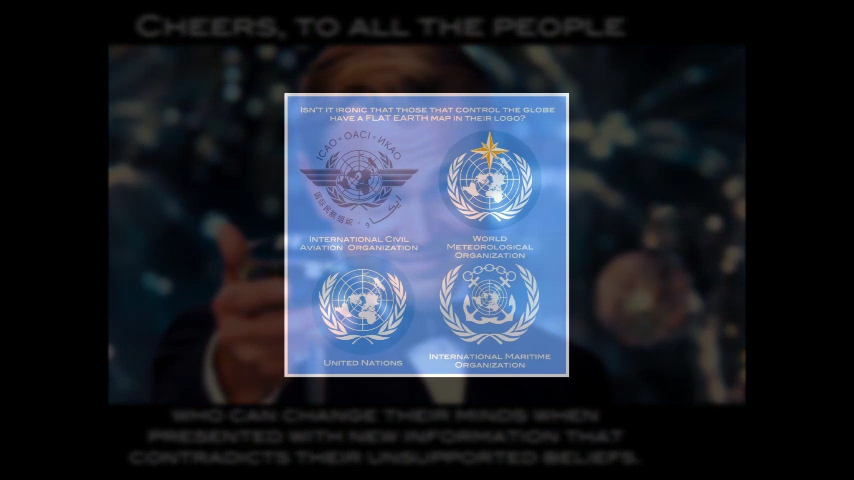 CHEERS, TO ALL THE PEOPLE
ISN'T IT IRONIC THAT THOSE THAT CONTROL THE GLOBE
HAVE A FLAT EARTH MAP IN THEIR LOGO?
ICAO · OACI · ИКАО
INTERNATIONAL CIVIL
AVIATION ORGANIZATION
WORLD
METEOROLOGICAL
ORGANIZATION
UNITED NATIONS
INTERNATIONAL MARITIME
ORGANIZATION
WHO CAN CHANGE THEIR MINDS WHEN
PRESENTED WITH NEW INFORMATION THAT
CONTRADICTS THEIR UNSUPPORTED BELIEFS.